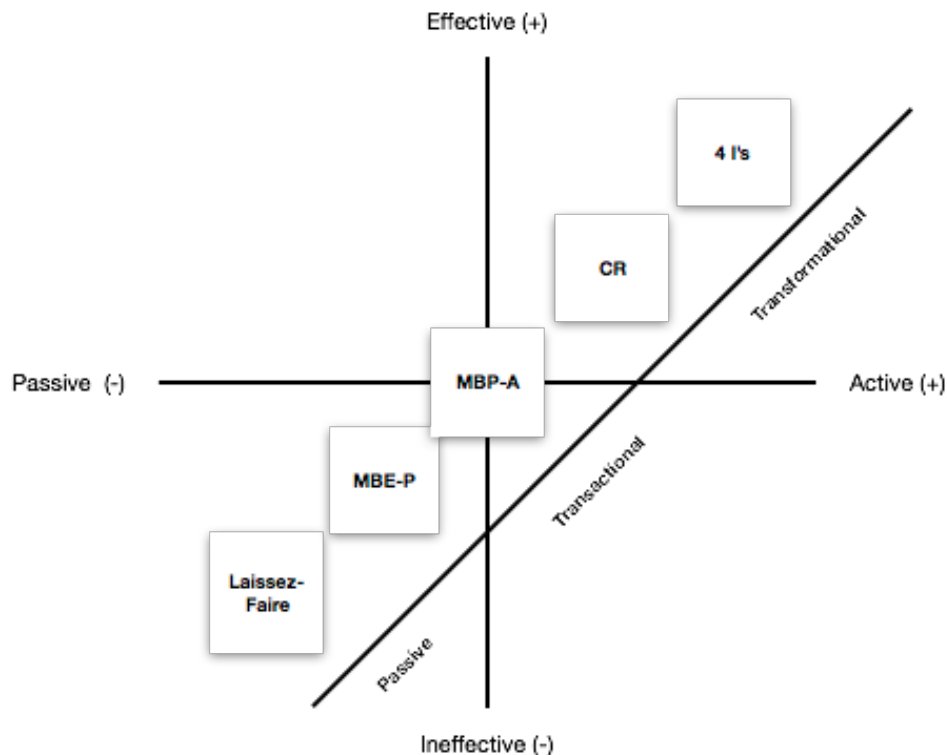 Effective (+)
4 I's
CR
Transformational
Passive (-)
MBP-A
Active (+)
MBE-P
Transactional
Laissez-
Faire
Passive
Ineffective (-)